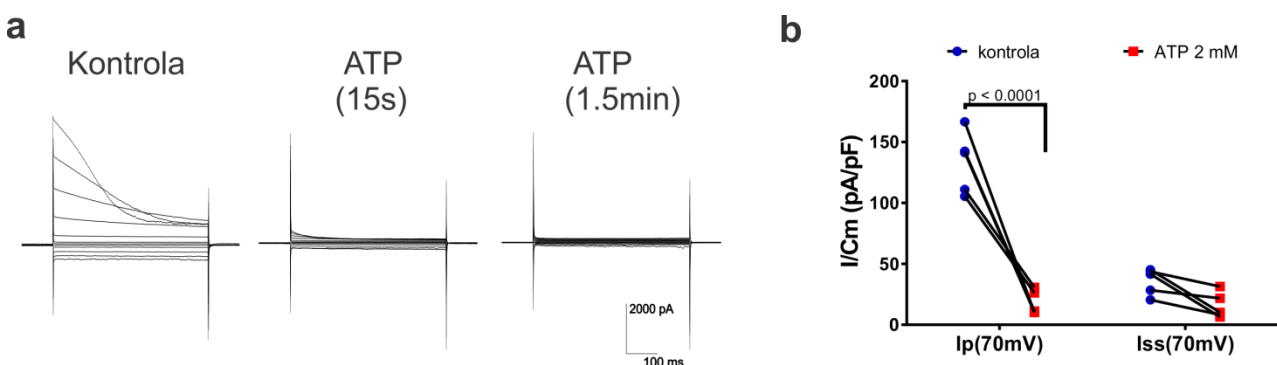 a
Kontrola
ATP
(15s)
ATP
(1.5min)
2000 pA
100 ms
b
kontrola
ATP 2 mM
p < 0.0001
200
150
100
50
0
I/Cm (pA/pF)
Ip(70mV)
Iss(70mV)